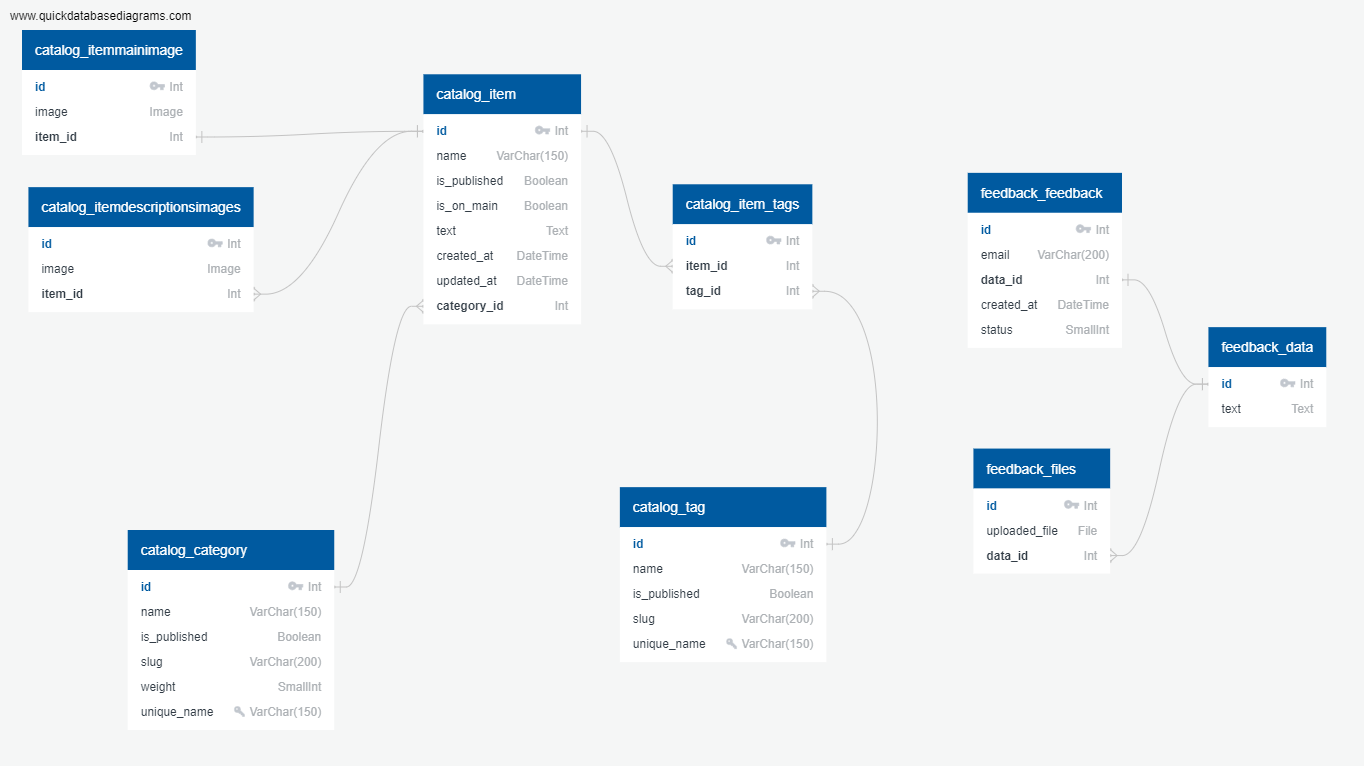 www.quickdatabasediagrams.com
catalog_itemmainimage
id Int
image Image
item_id Int
catalog_itemdescriptionsimages
id Int
image Image
item_id Int
catalog_item
id Int
name VarChar(150)
is_published Boolean
is_on_main Boolean
text Text
created_at DateTime
updated_at DateTime
category_id Int
catalog_item_tags
id Int
item_id Int
tag_id Int
feedback_feedback
id Int
email VarChar(200)
data_id Int
created_at DateTime
status SmallInt
feedback_data
id Int
text Text
feedback_files
id Int
uploaded_file File
data_id Int
catalog_tag
id Int
name VarChar(150)
is_published Boolean
slug VarChar(200)
unique_name VarChar(150)
catalog_category
id Int
name VarChar(150)
is_published Boolean
slug VarChar(200)
weight SmallInt
unique_name VarChar(150)